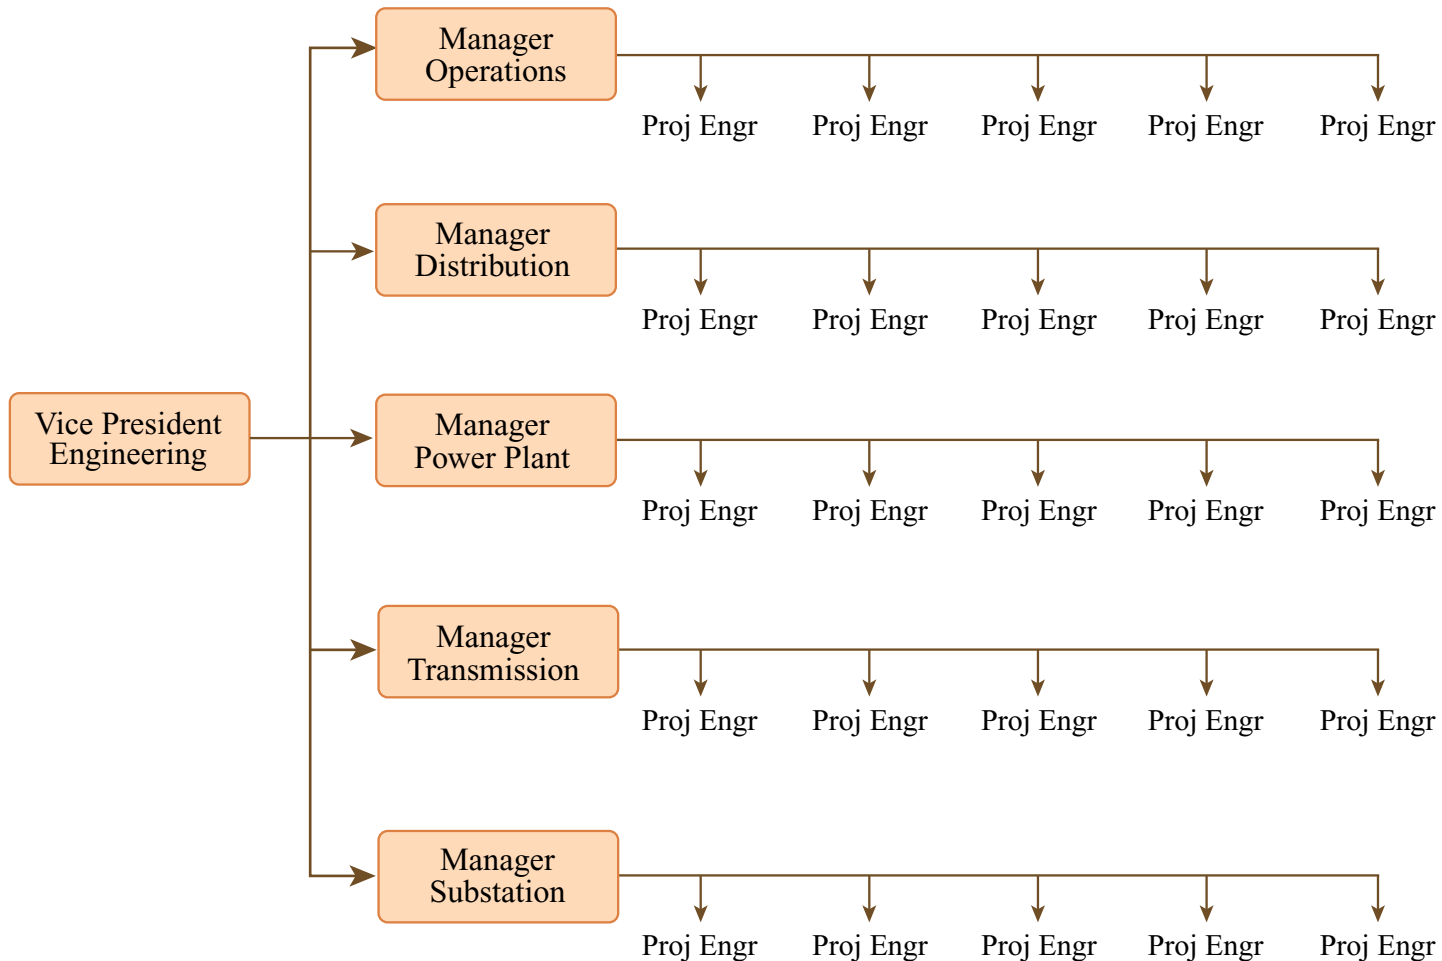 Manager
Operations
Proj Engr Proj Engr Proj Engr Proj Engr Proj Engr
Manager
Distribution
Proj Engr Proj Engr Proj Engr Proj Engr Proj Engr
Vice President
Engineering
Manager
Power Plant
Proj Engr Proj Engr Proj Engr Proj Engr Proj Engr
Manager
Transmission
Proj Engr Proj Engr Proj Engr Proj Engr Proj Engr
Manager
Substation
Proj Engr Proj Engr Proj Engr Proj Engr Proj Engr